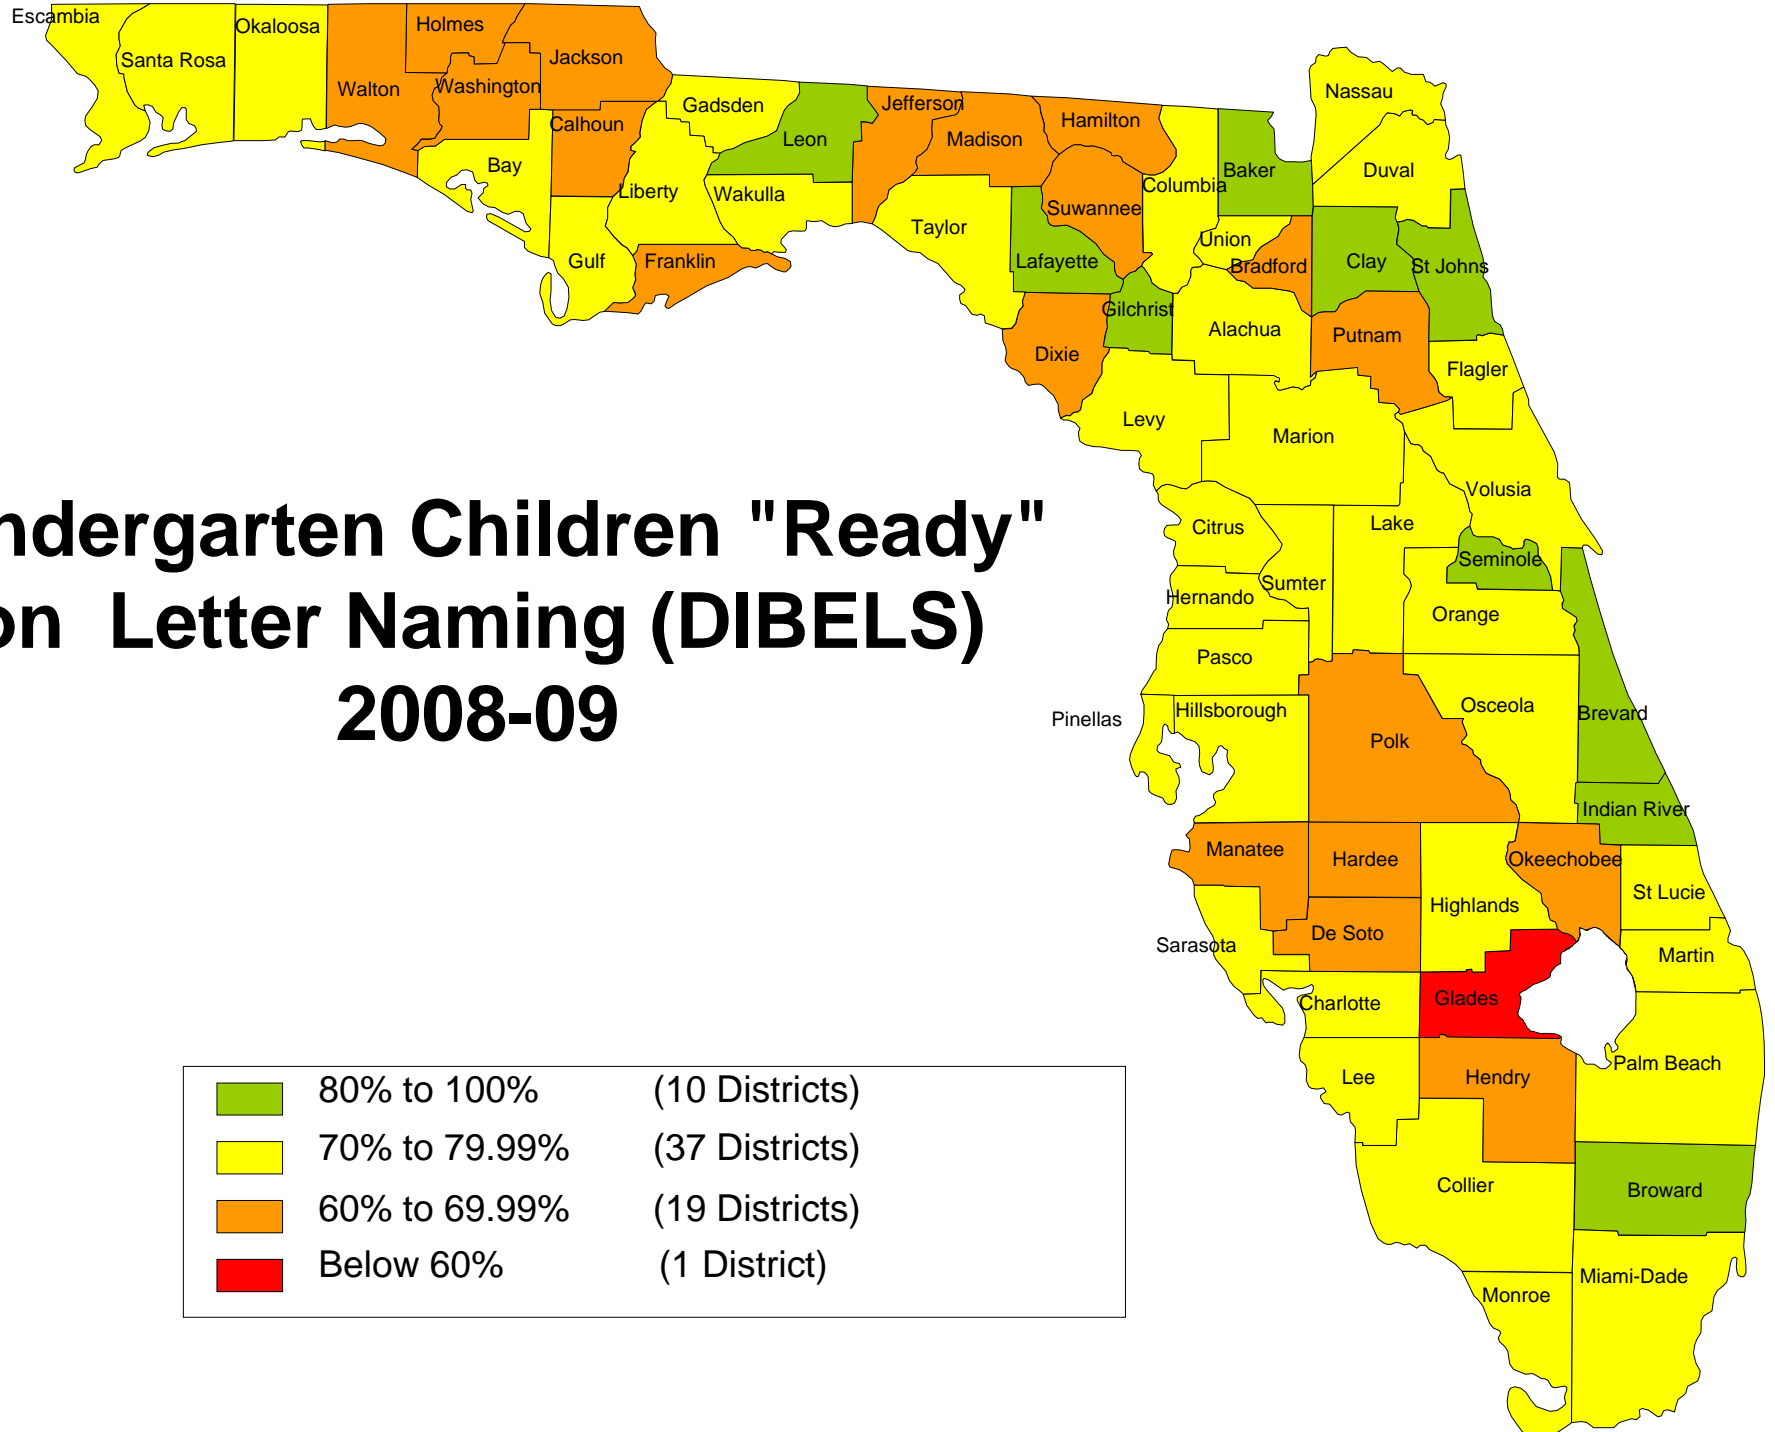 Escambia
Santa Rosa
Okaloosa
Walton
Holmes
Washington
Jackson
Calhoun
Bay
Gulf
Liberty
Gadsden
Leon
Wakulla
Franklin
Jefferson
Madison
Hamilton
Taylor
Suwannee
Lafayette
Columbia
Baker
Nassau
Duval
Union
Bradford
Clay
St Johns
Gilchrist
Dixie
Alachua
Putnam
Flagler
Levy
Marion
Volusia
ndergarten Children "Ready"
on Letter Naming (DIBELS)
2008-09
Citrus
Lake
Sumter
Seminole
Hernando
Orange
Pasco
Pinellas
Hillsborough
Polk
Osceola
Brevard
Indian River
Manatee
Hardee
Highlands
Okeechobee
St Lucie
Sarasota
De Soto
Martin
Charlotte
Glades
Lee
Hendry
Palm Beach
Collier
Broward
Monroe
Miami-Dade
80% to 100% (10 Districts)
70% to 79.99% (37 Districts)
60% to 69.99% (19 Districts)
Below 60% (1 District)